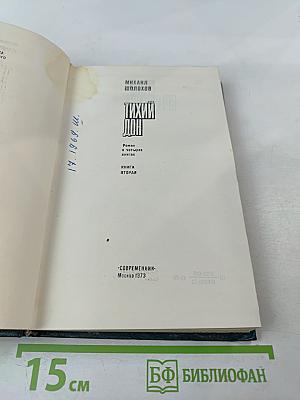 МИХАИЛ
ШОЛОХОВ
ТИХИЙ
ДОН
Роман
в четырех
книгах
КНИГА
ВТОРАЯ
«СОВРЕМЕННИК»
Москва 1973
15 см
БФ БИБЛИОФАН